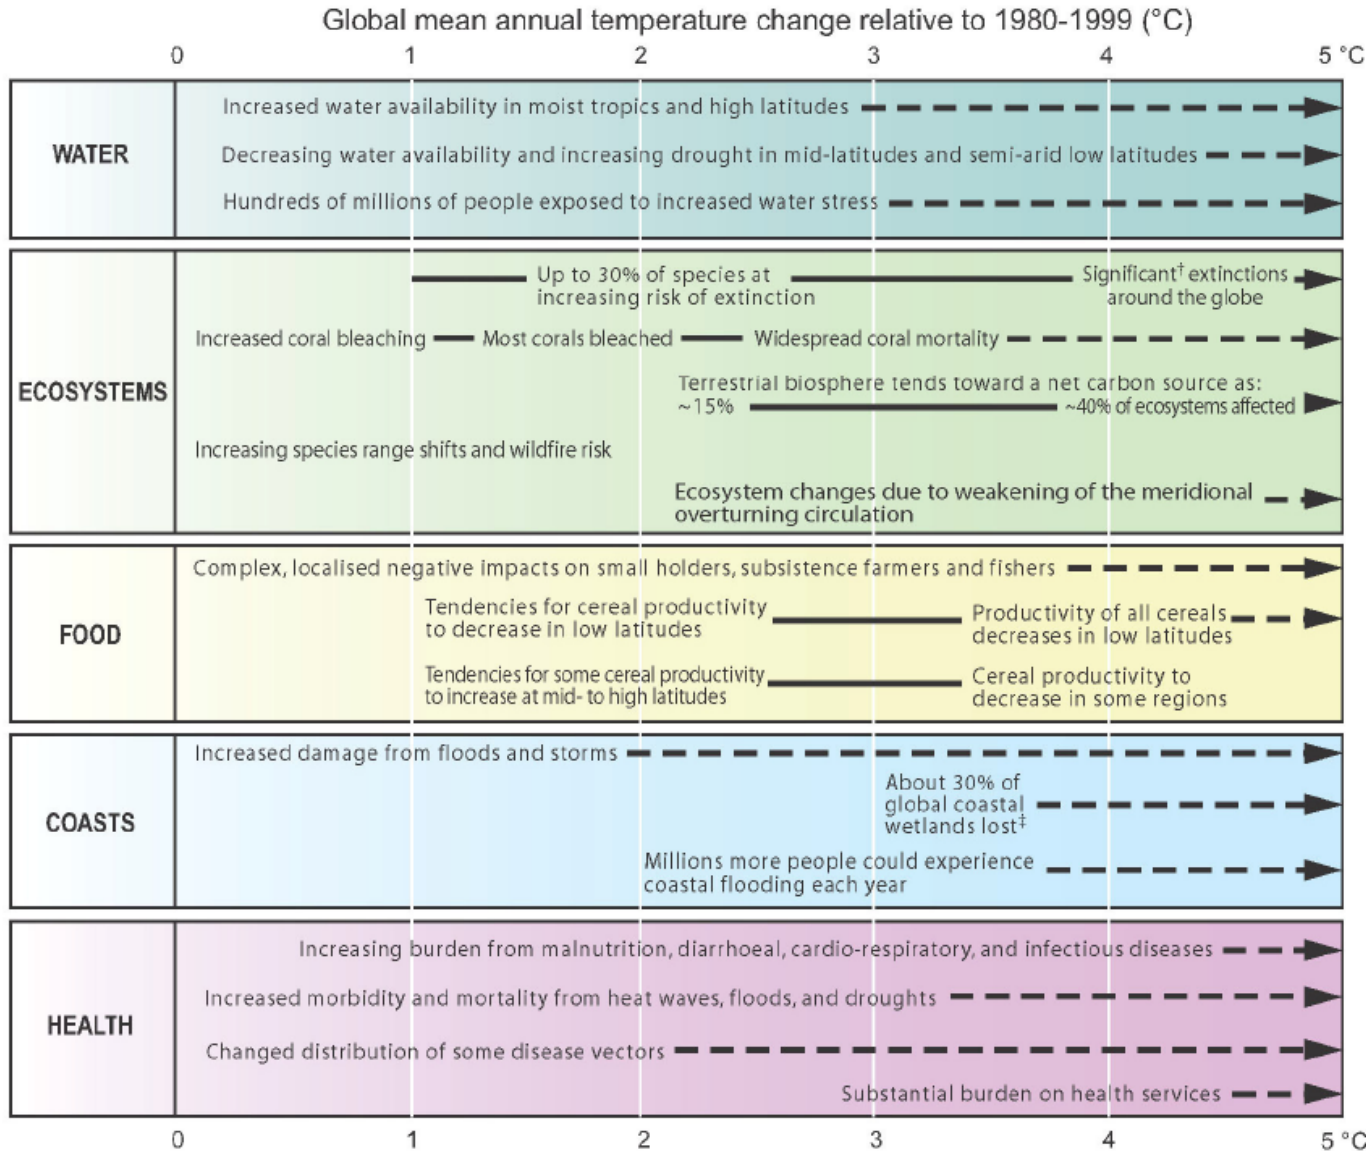 Global mean annual temperature change relative to 1980-1999 (°C)
0 1 2 3 4 5 °C
WATER
Increased water availability in moist tropics and high latitudes
Decreasing water availability and increasing drought in mid-latitudes and semi-arid low latitudes
Hundreds of millions of people exposed to increased water stress
ECOSYSTEMS
Up to 30% of species at
increasing risk of extinction
Significant† extinctions
around the globe
Increased coral bleaching Most corals bleached Widespread coral mortality
Terrestrial biosphere tends toward a net carbon source as:
~15% ~40% of ecosystems affected
Increasing species range shifts and wildfire risk
Ecosystem changes due to weakening of the meridional
overturning circulation
FOOD
Complex, localised negative impacts on small holders, subsistence farmers and fishers
Tendencies for cereal productivity
to decrease in low latitudes
Productivity of all cereals
decreases in low latitudes
Tendencies for some cereal productivity
to increase at mid- to high latitudes
Cereal productivity to
decrease in some regions
COASTS
Increased damage from floods and storms
About 30% of
global coastal
wetlands lost‡
Millions more people could experience
coastal flooding each year
HEALTH
Increasing burden from malnutrition, diarrhoeal, cardio-respiratory, and infectious diseases
Increased morbidity and mortality from heat waves, floods, and droughts
Changed distribution of some disease vectors
Substantial burden on health services
0 1 2 3 4 5 °C